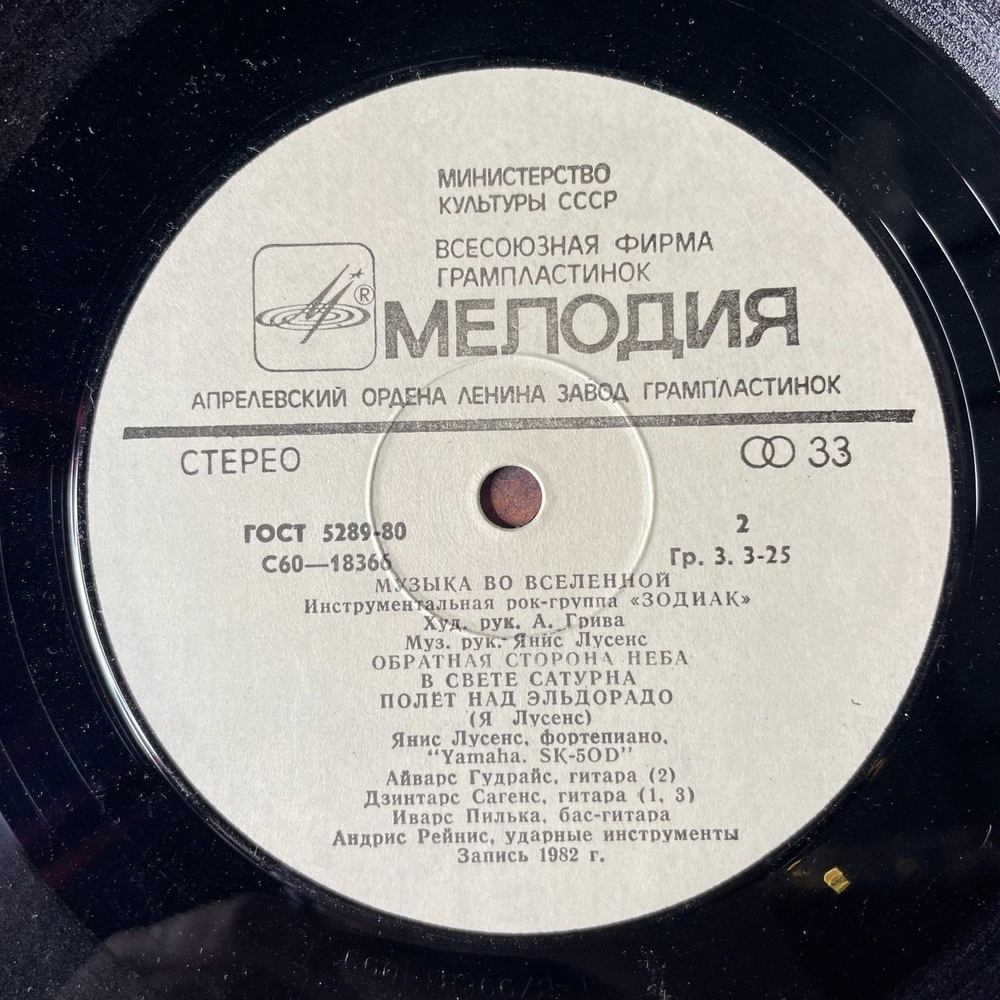 МИНИСТЕРСТВО
КУЛЬТУРЫ СССР
ВСЕСОЮЗНАЯ ФИРМА
ГРАМПЛАСТИНОК
®
МЕЛОДИЯ
АПРЕЛЕВСКИЙ ОРДЕНА ЛЕНИНА ЗАВОД ГРАМПЛАСТИНОК
СТЕРЕО
33
ГОСТ 5289-80
2
С60—18366
Гр. 3. 3-25
МУЗЫКА ВО ВСЕЛЕННОЙ
Инструментальная рок-группа «ЗОДИАК»
Худ. рук. А. Грива
Муз. рук. Янис Лусенс
ОБРАТНАЯ СТОРОНА НЕБА
В СВЕТЕ САТУРНА
ПОЛЁТ НАД ЭЛЬДОРАДО
(Я Лусенс)
Янис Лусенс, фортепиано,
“Yamaha. SK-50D”
Айварс Гудрайс, гитара (2)
Дзинтарс Сагенс, гитара (1, 3)
Иварс Пилька, бас-гитара
Андрис Рейнис, ударные инструменты
Запись 1982 г.